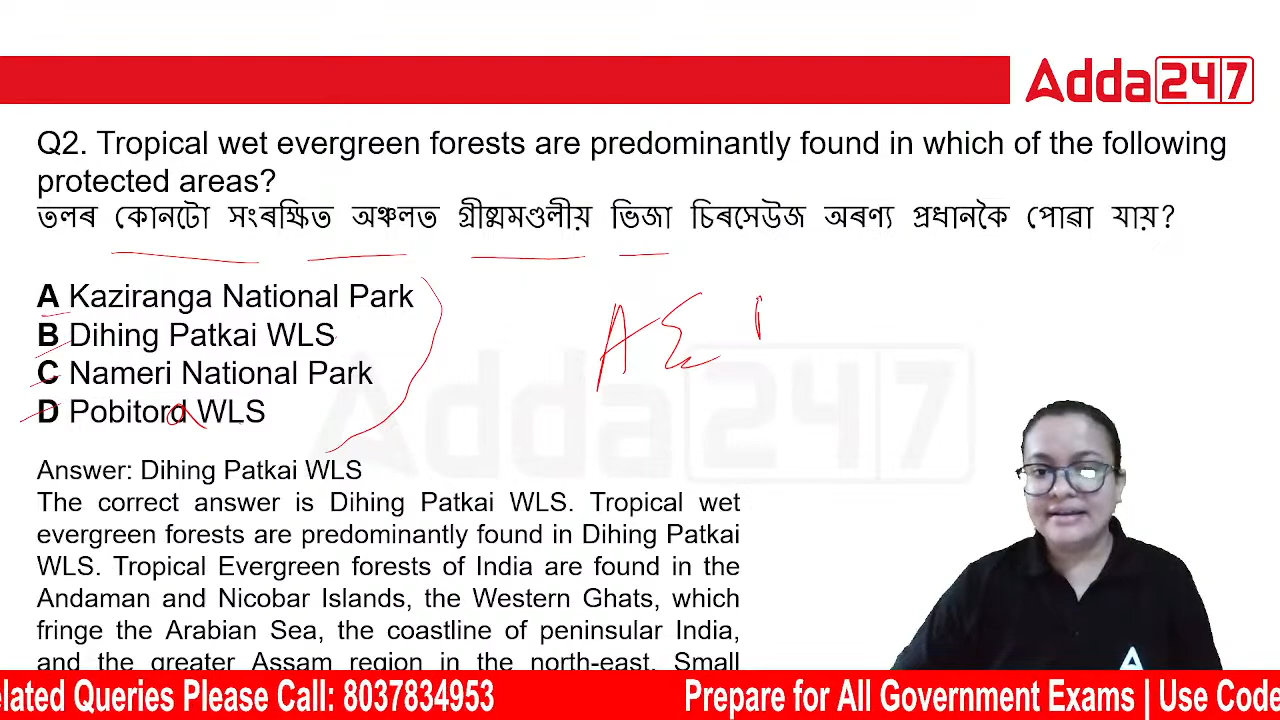 Adda247
Q2. Tropical wet evergreen forests are predominantly found in which of the following
protected areas?
তলৰ কোনটো সংৰক্ষিত অঞ্চলত গ্ৰীষ্মমণ্ডলীয় ভিজা চিৰসেউজ অৰণ্য প্ৰধানকৈ পোৱা যায়?
A Kaziranga National Park
B Dihing Patkai WLS
C Nameri National Park
D Pobitord WLS
Answer: Dihing Patkai WLS
The correct answer is Dihing Patkai WLS. Tropical wet
evergreen forests are predominantly found in Dihing Patkai
WLS. Tropical Evergreen forests of India are found in the
Andaman and Nicobar Islands, the Western Ghats, which
fringe the Arabian Sea, the coastline of peninsular India,
and the greater Assam region in the north-east. Small
elated Queries Please Call: 8037834953 Prepare for All Government Exams | Use Code